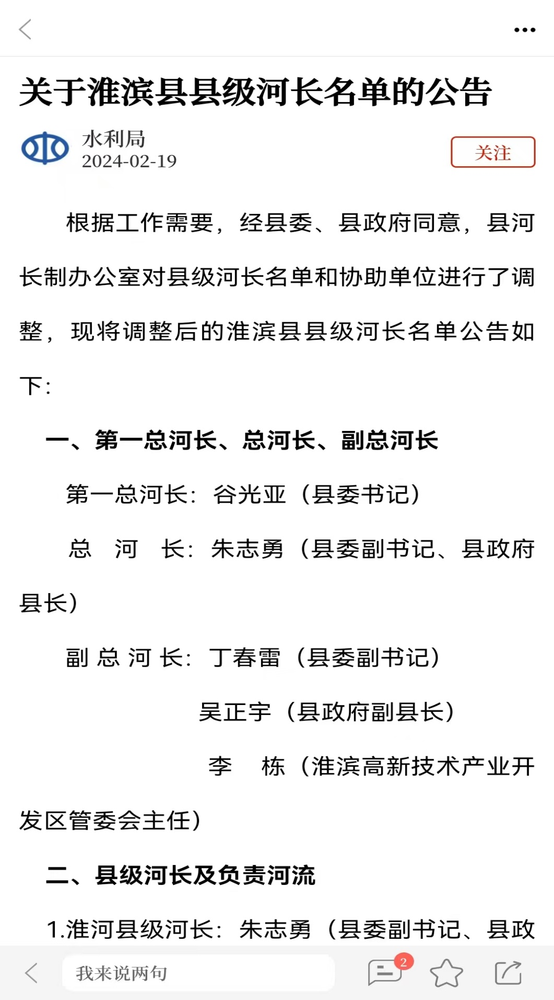 关于淮滨县县级河长名单的公告
水利局
2024-02-19
关注
根据工作需要，经县委、县政府同意，县河
长制办公室对县级河长名单和协助单位进行了调
整，现将调整后的淮滨县县级河长名单公告如
下：
一、第一总河长、总河长、副总河长
第一总河长：谷光亚（县委书记）
总 河 长：朱志勇（县委副书记、县政府
县长）
副 总 河 长：丁春雷（县委副书记）
吴正宇（县政府副县长）
李 栋（淮滨高新技术产业开
发区管委会主任）
二、县级河长及负责河流
1.淮河县级河长：朱志勇（县委副书记、县政
我来说两句
2